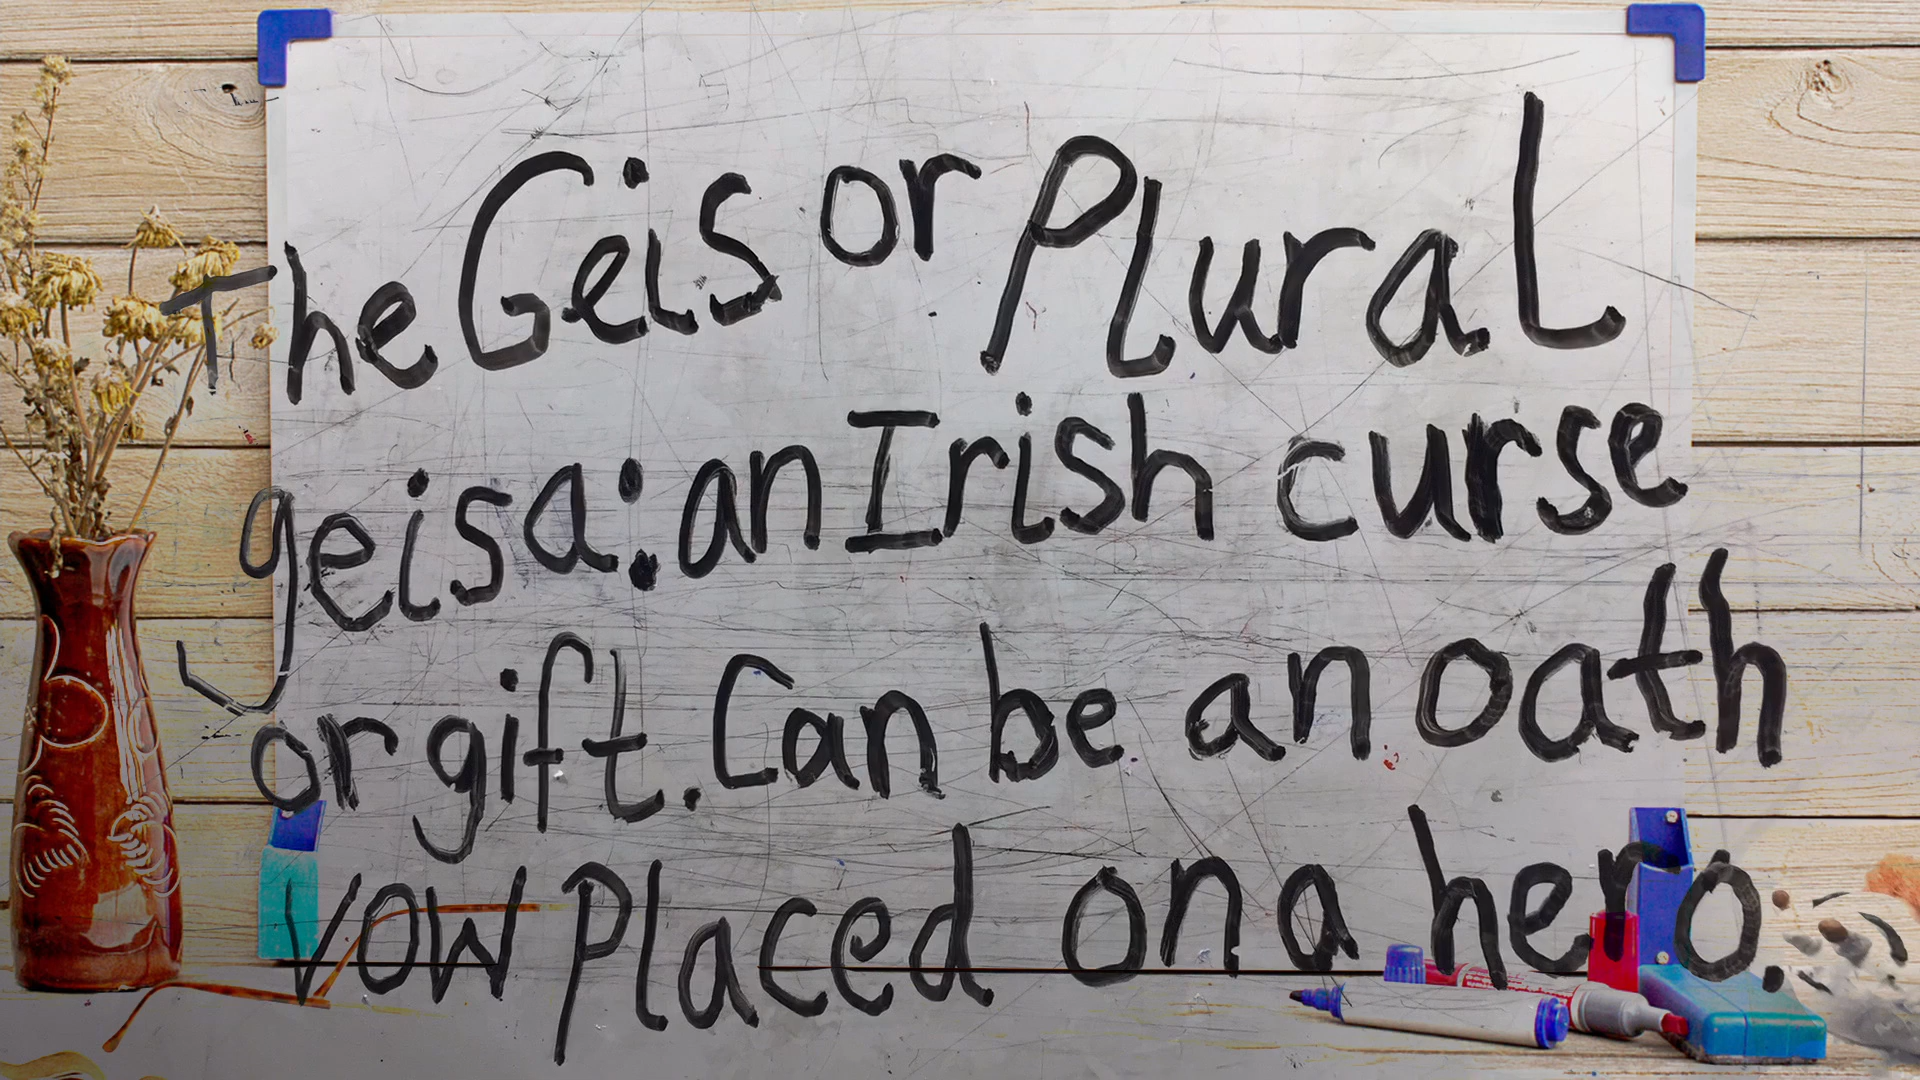 The Geis or Plural
geisa: an Irish curse
or gift. Can be an oath
vow Placed on a hero.